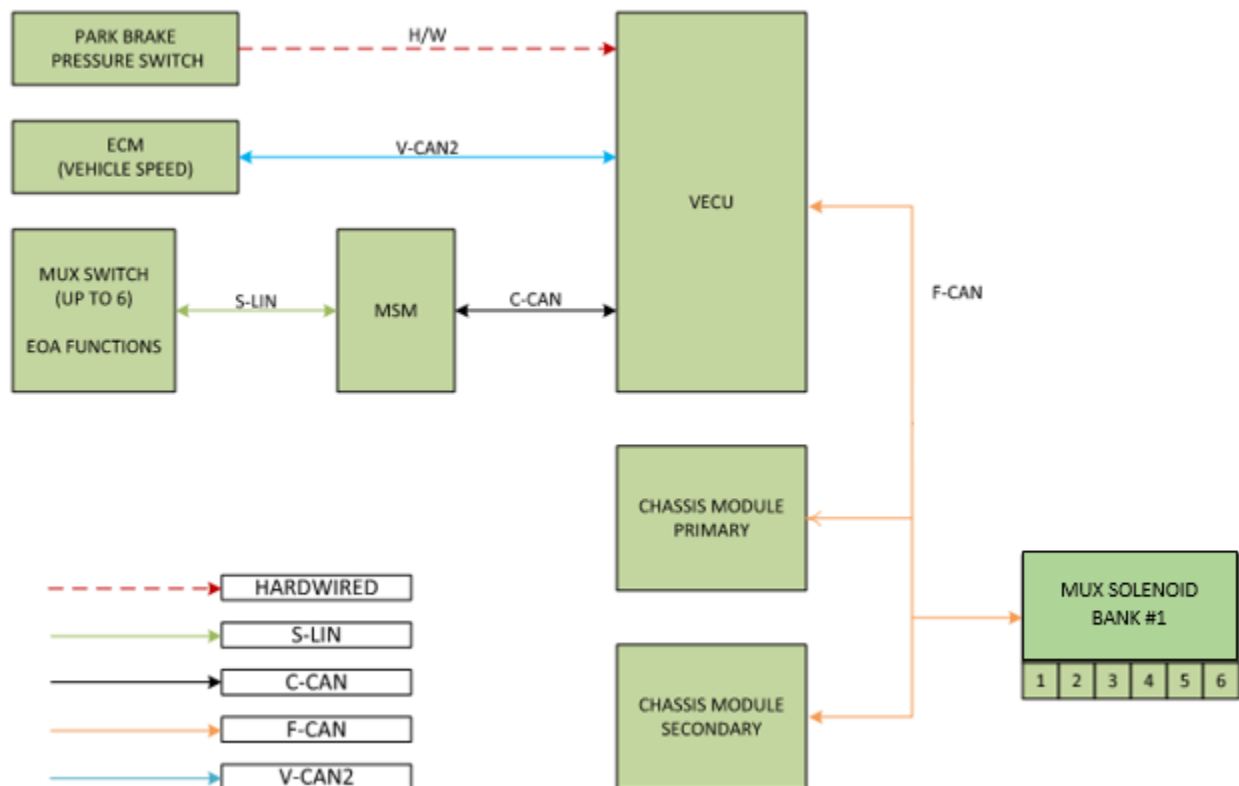 PARK BRAKE
PRESSURE SWITCH
H/W
ECM
(VEHICLE SPEED)
V-CAN2
VECU
MUX SWITCH
(UP TO 6)
EOA FUNCTIONS
S-LIN
MSM
C-CAN
F-CAN
CHASSIS MODULE
PRIMARY
MUX SOLENOID
BANK #1
1 2 3 4 5 6
CHASSIS MODULE
SECONDARY
HARDWIRED
S-LIN
C-CAN
F-CAN
V-CAN2